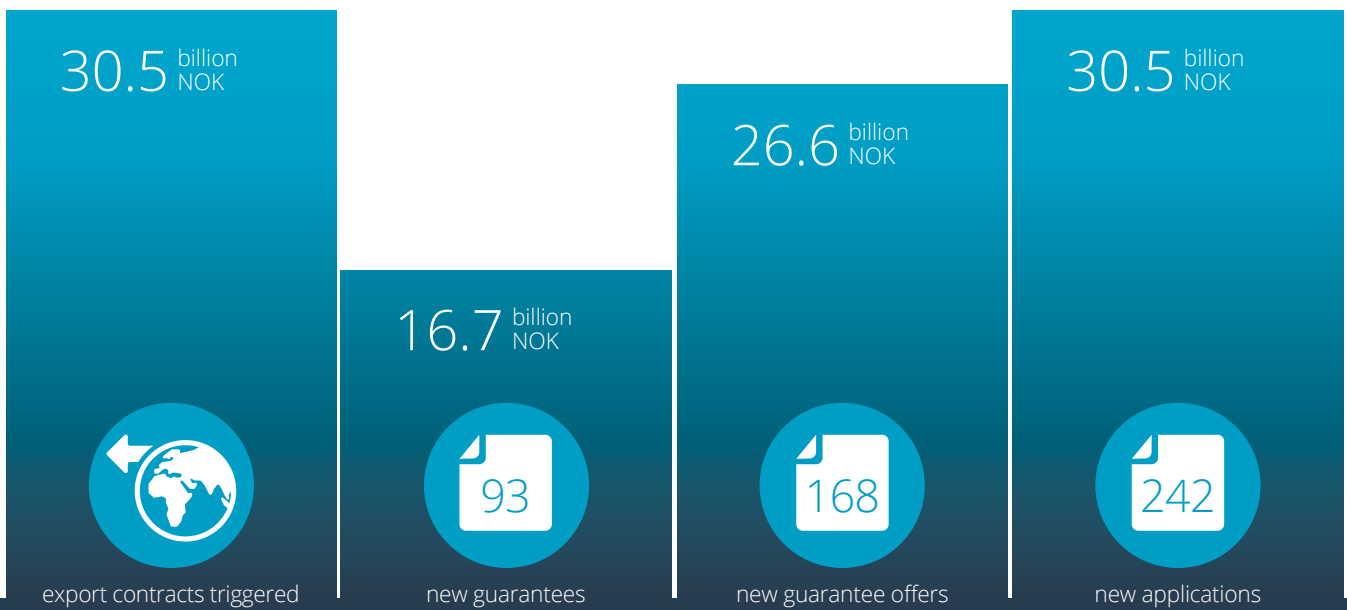 30.5 billion
NOK
export contracts triggered
16.7 billion
NOK
93
new guarantees
26.6 billion
NOK
168
new guarantee offers
30.5 billion
NOK
242
new applications